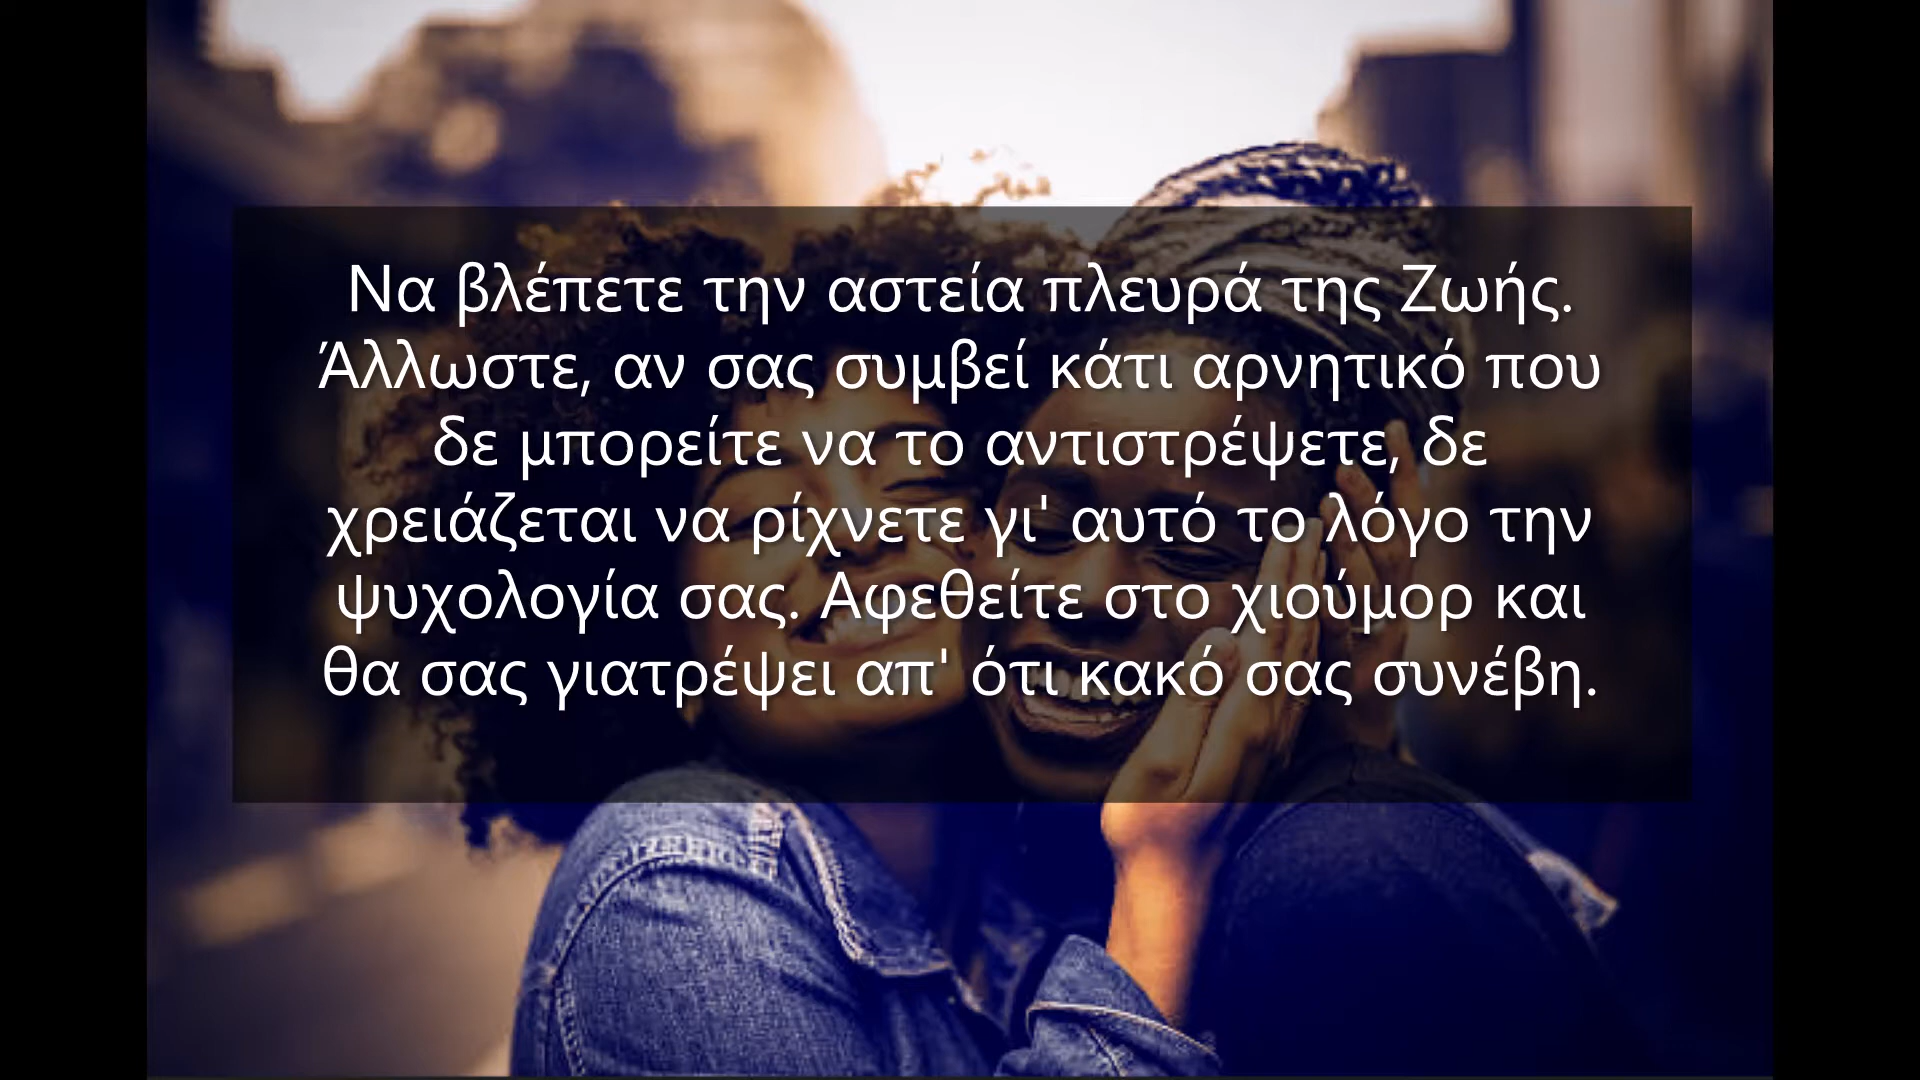 Να βλέπετε την αστεία πλευρά της Ζωής.
Άλλωστε, αν σας συμβεί κάτι αρνητικό που
δε μπορείτε να το αντιστρέψετε, δε
χρειάζεται να ρίχνετε γι' αυτό το λόγο την
ψυχολογία σας. Αφεθείτε στο χιούμορ και
θα σας γιατρέψει απ' ότι κακό σας συνέβη.